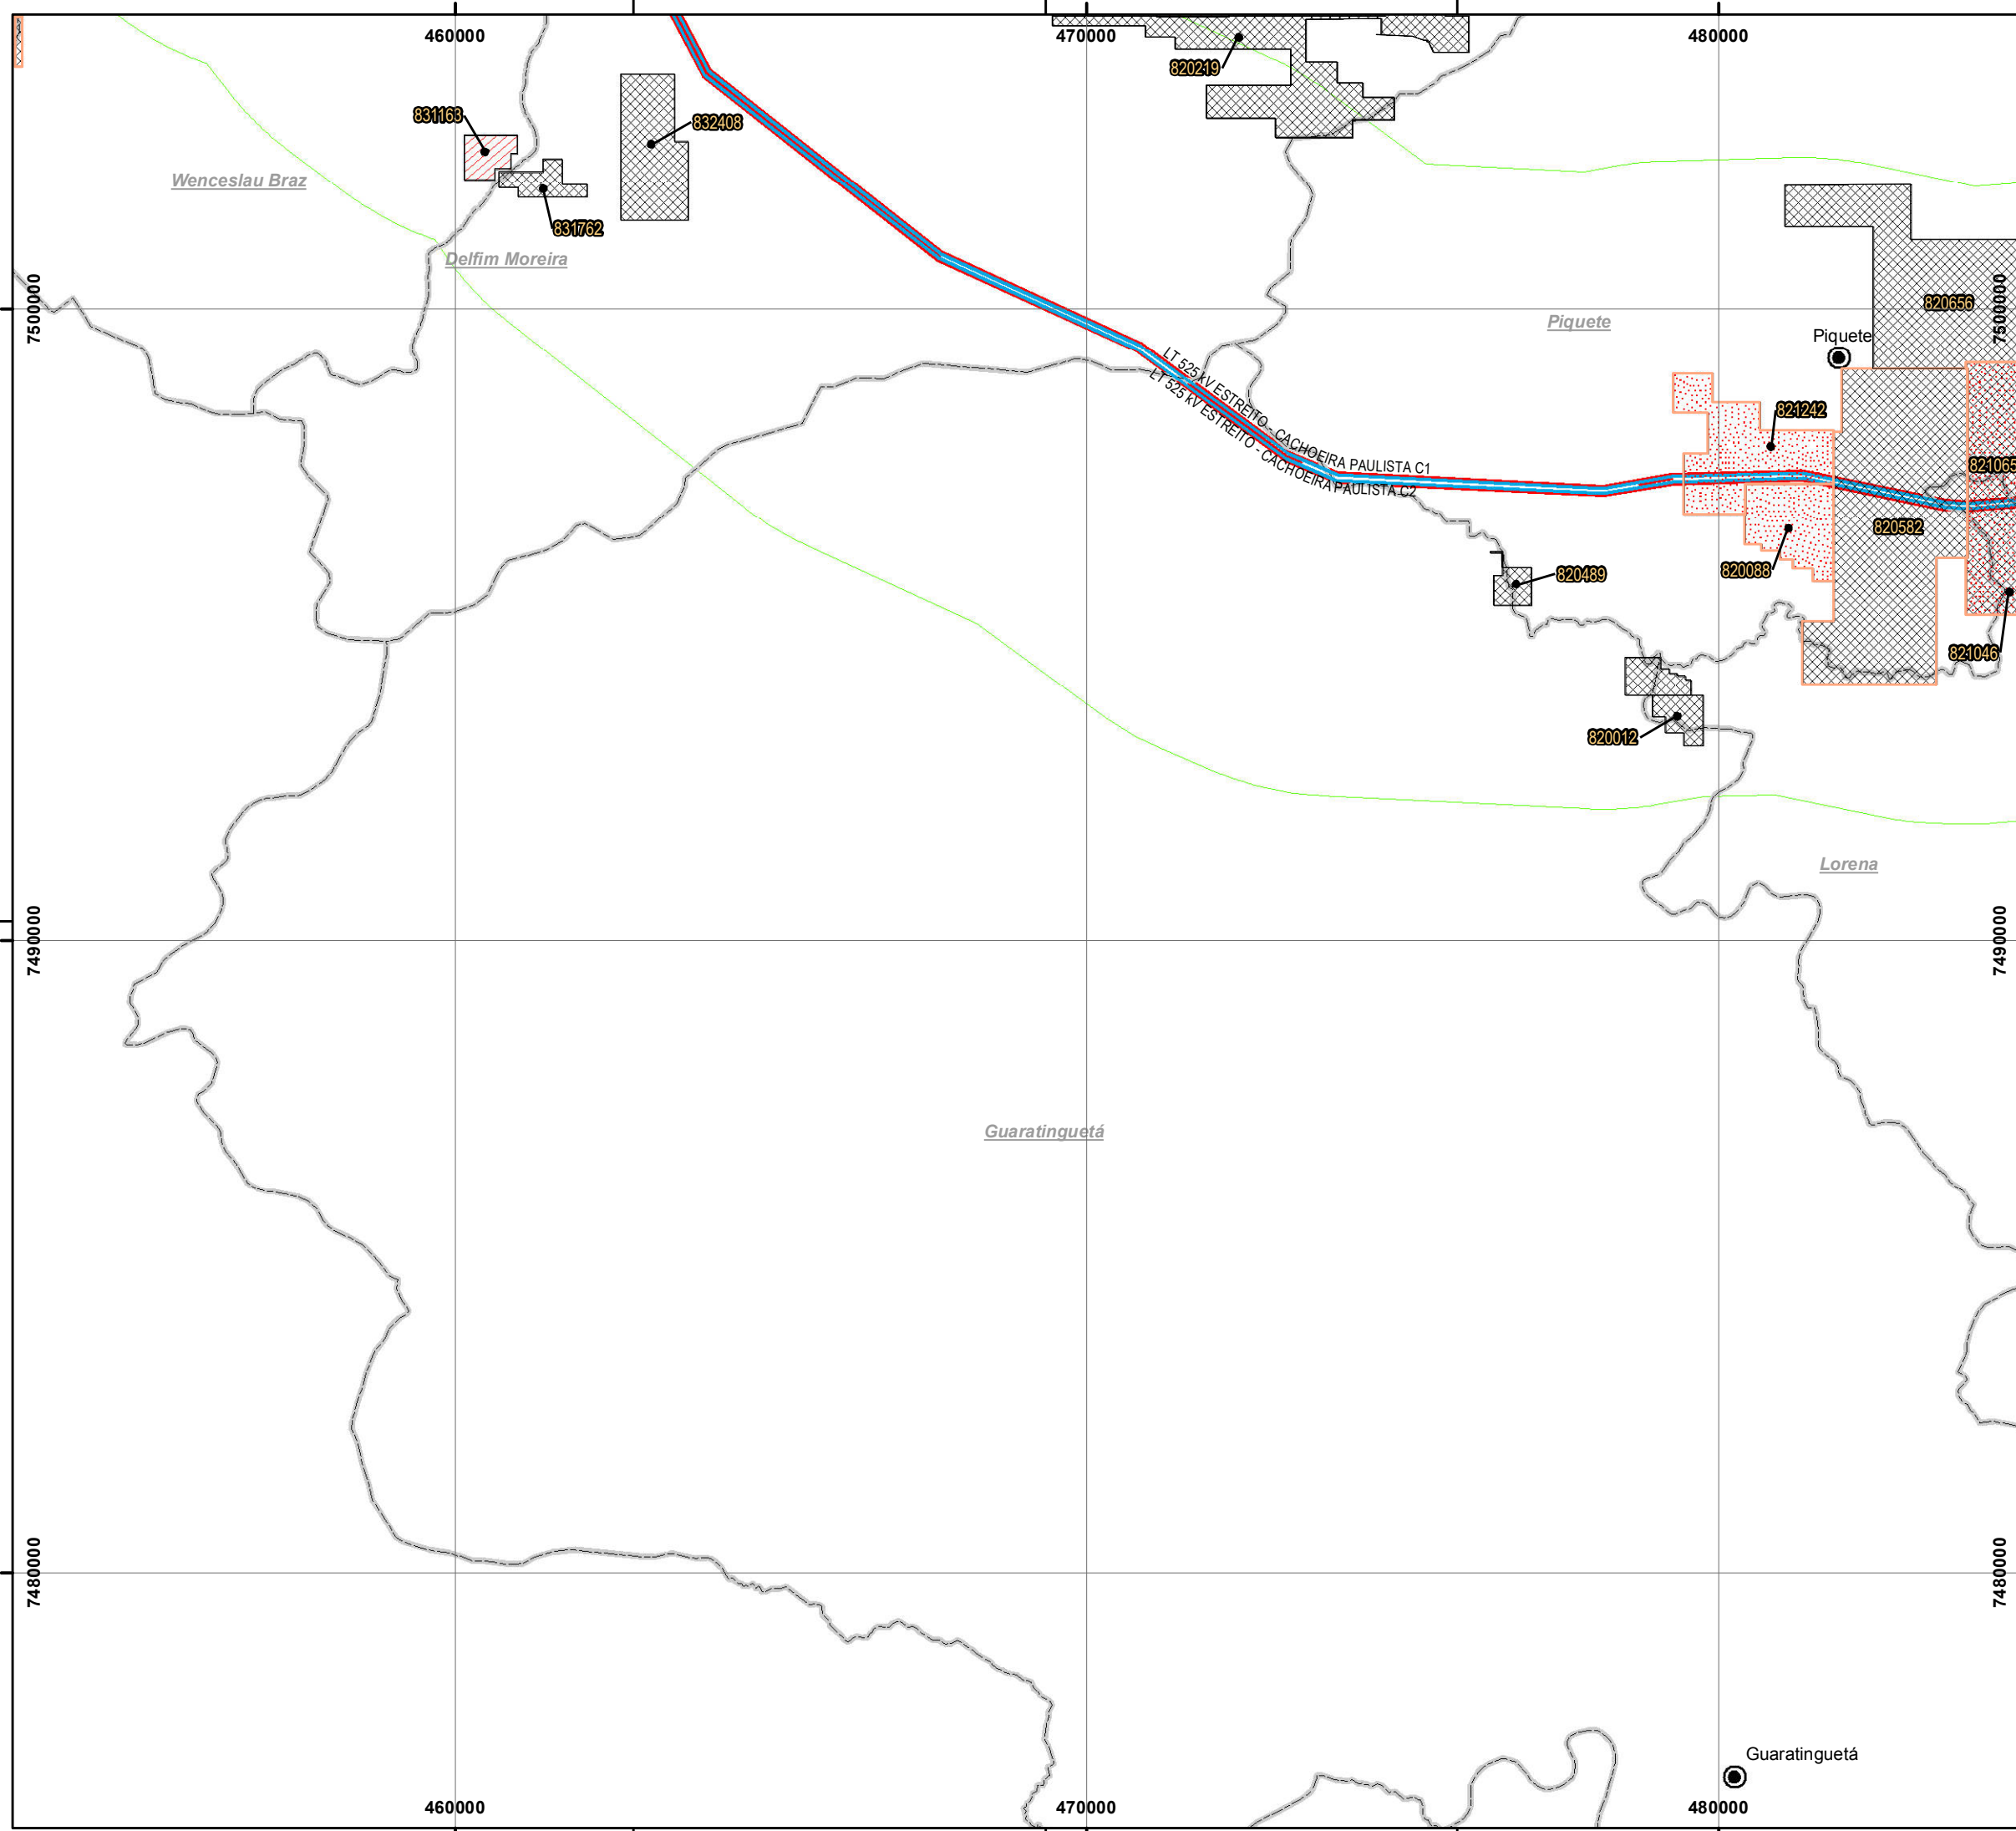 460000
470000
480000
820219
831163
832408
Wenceslau Braz
831762
Delfim Moreira
7500000
7500000
820656
Piquete
Piquete
LT 525 kV ESTREITO - CACHOEIRA PAULISTA C1
LT 525 kV ESTREITO - CACHOEIRA PAULISTA C2
821242
821065
820582
820088
820489
821046
820012
Lorena
7490000
7490000
Guaratinguetá
7480000
7480000
Guaratinguetá
460000
470000
480000